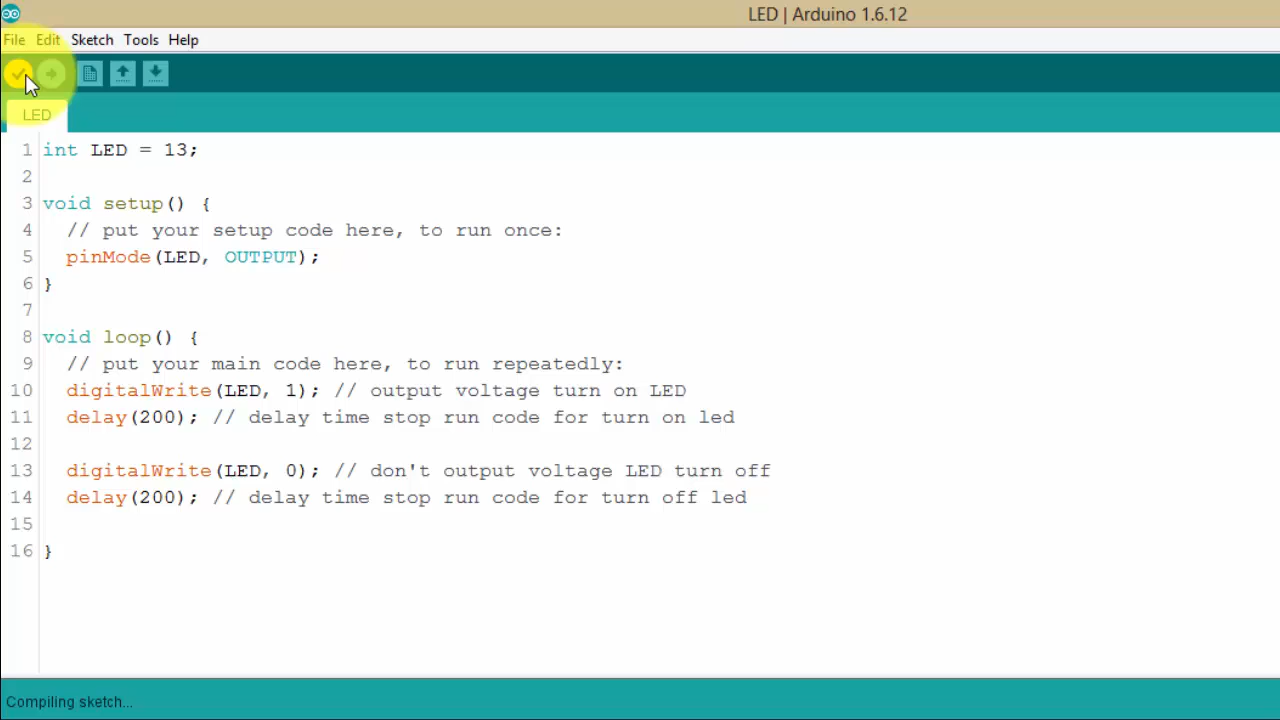 LED | Arduino 1.6.12
File Edit Sketch Tools Help
LED
1 int LED = 13;
2
3 void setup() {
4 // put your setup code here, to run once:
5 pinMode(LED, OUTPUT);
6 }
7
8 void loop() {
9 // put your main code here, to run repeatedly:
10 digitalWrite(LED, 1); // output voltage turn on LED
11 delay(200); // delay time stop run code for turn on led
12
13 digitalWrite(LED, 0); // don't output voltage LED turn off
14 delay(200); // delay time stop run code for turn off led
15
16 }
Compiling sketch...